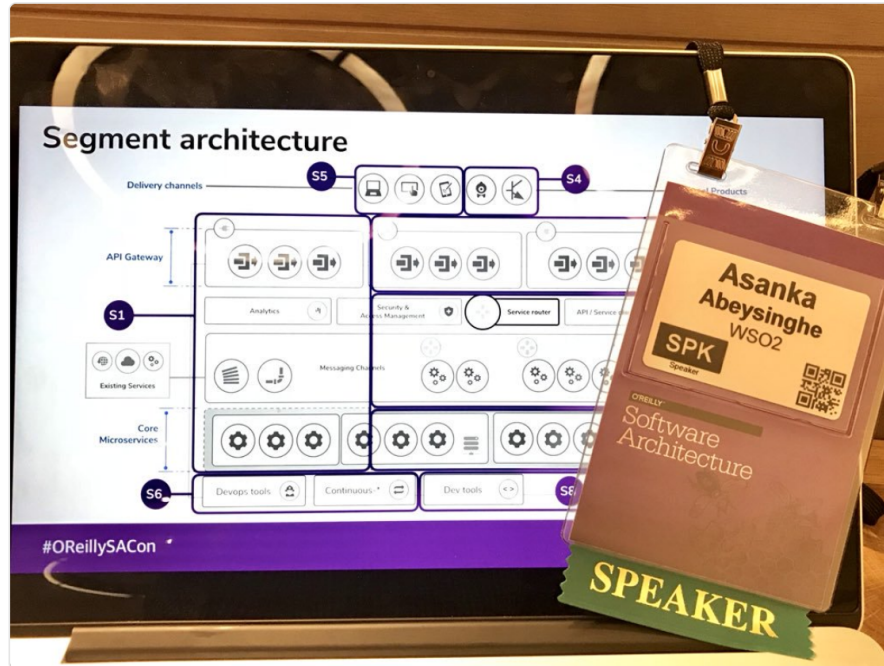 Segment architecture
Delivery channels
S5
S4
Products
API Gateway
S1
Analytics
Security &
Access Management
Service router
API / Service
Existing Services
Messaging Channels
Core
Microservices
S6
Devops tools
Continuous-*
Dev tools
< >
S8
#OReillySACon
Asanka
Abeysinghe
WSO2
SPK
Speaker
O'REILLY
Software
Architecture
SPEAKER